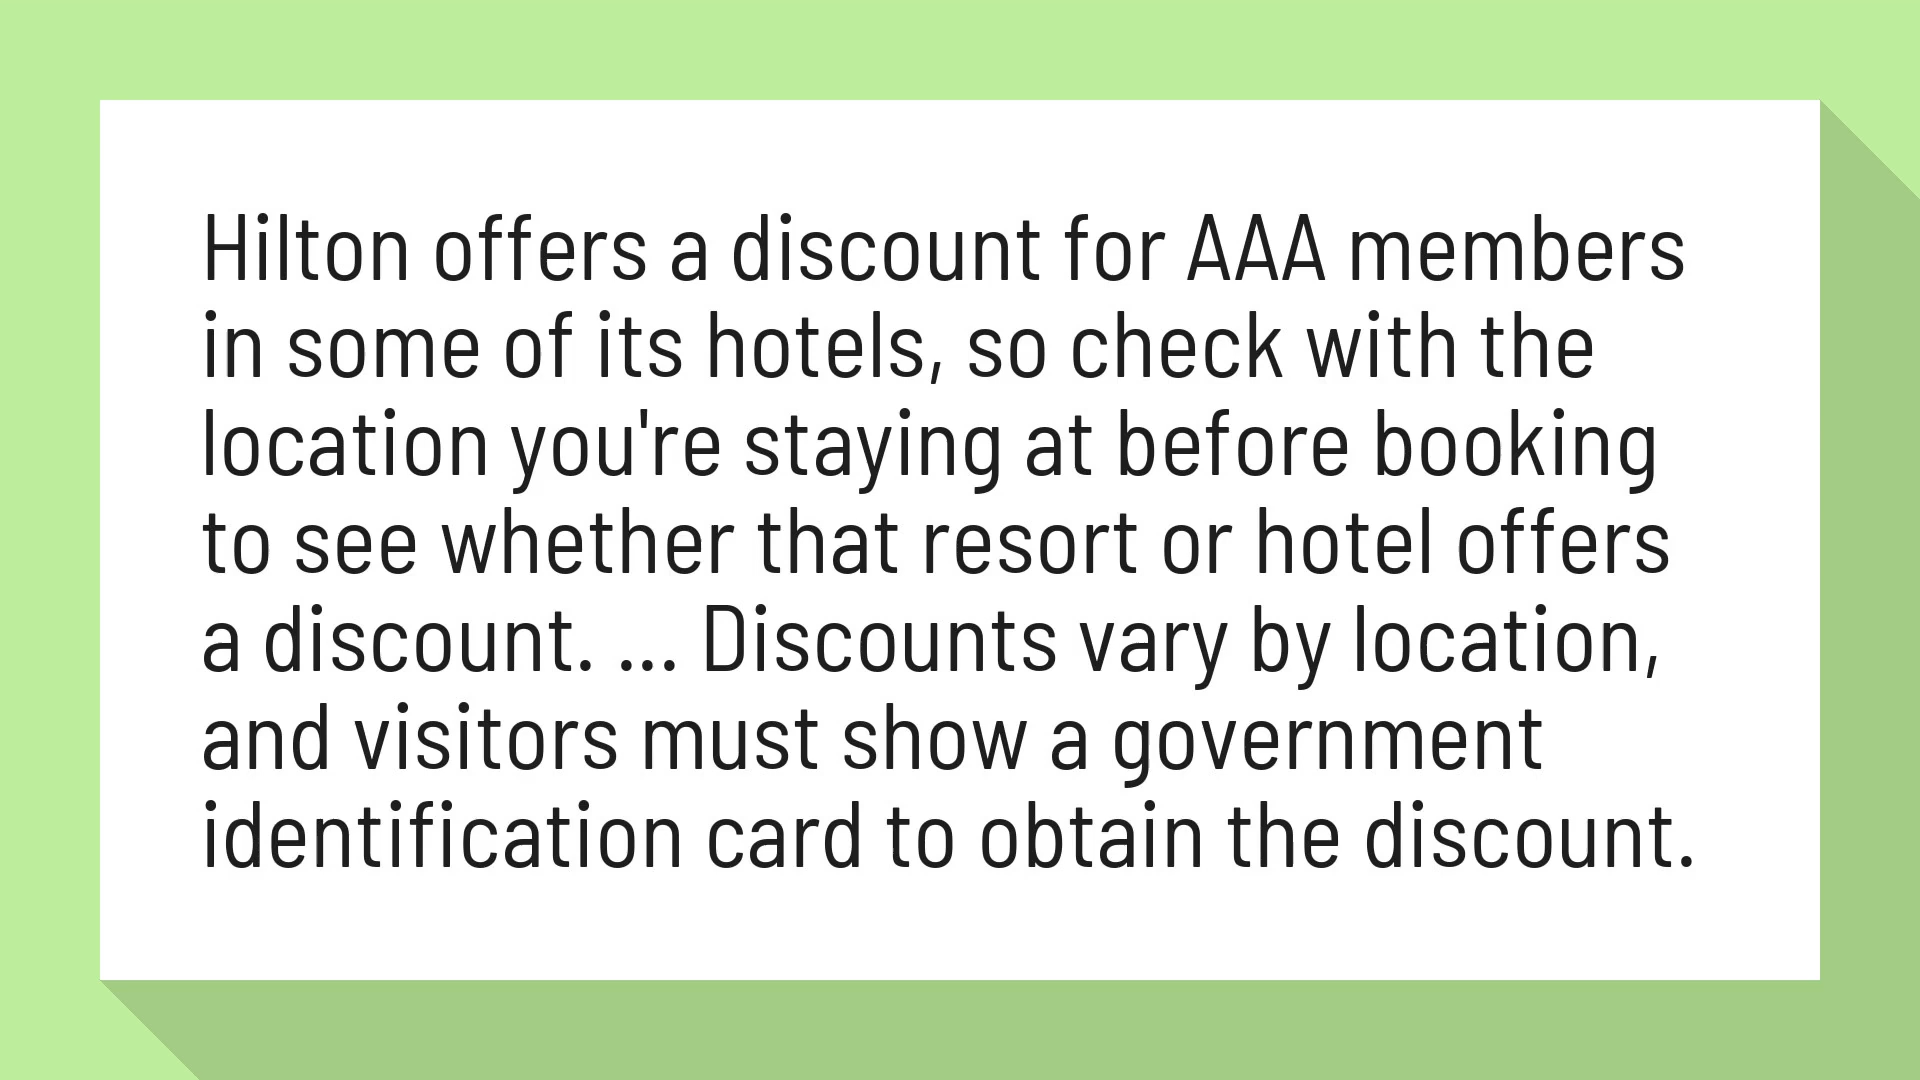 Hilton offers a discount for AAA members
in some of its hotels, so check with the
location you're staying at before booking
to see whether that resort or hotel offers
a discount. ... Discounts vary by location,
and visitors must show a government
identification card to obtain the discount.